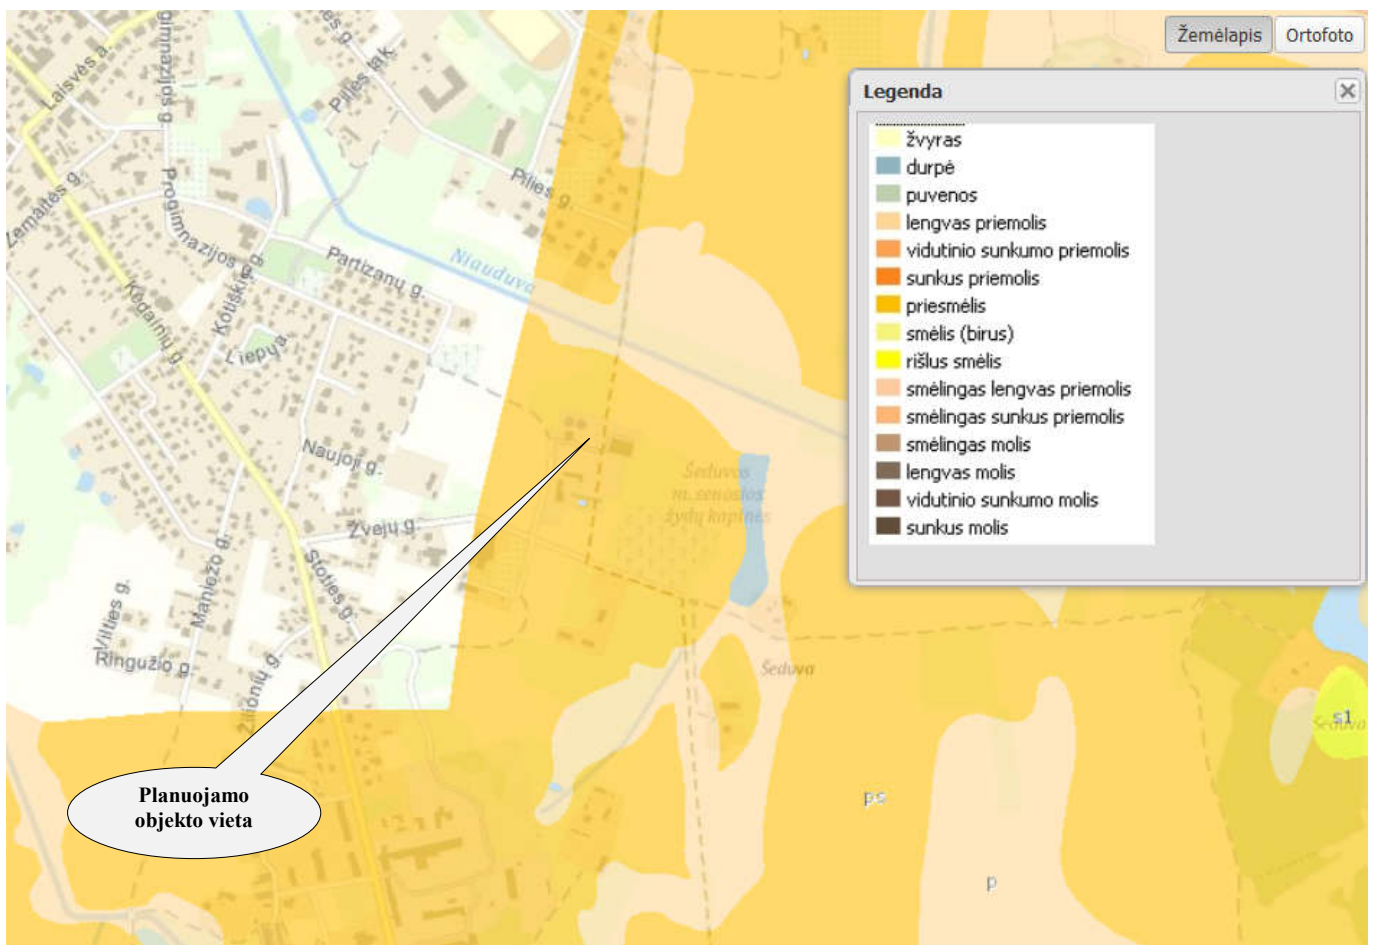 Žemėlapis
Ortofoto
Legenda
žvyras
durpė
puvenos
lengvas priemolis
vidutinio sunkumo priemolis
sunkus priemolis
priesmėlis
smėlis (birus)
rišlus smėlis
smėlingas lengvas priemolis
smėlingas sunkus priemolis
smėlingas molis
lengvas molis
vidutinio sunkumo molis
sunkus molis
Laisvės a.
Pilies tak.
Pilies g.
Žemaitės g.
Progimnazijos g.
Partizanų g.
Niauduva
Kėdainių g.
Kotiškio g.
Liepų a.
Naujoji g.
Žvejų g.
Šeduvos
m. senosios
žydų kapinės
Stoties g.
Maniežo g.
Vilties g.
Ringužio g.
Žilionių g.
Šeduva
s1
Šeduva
Planuojamo
objekto vieta
ps
p